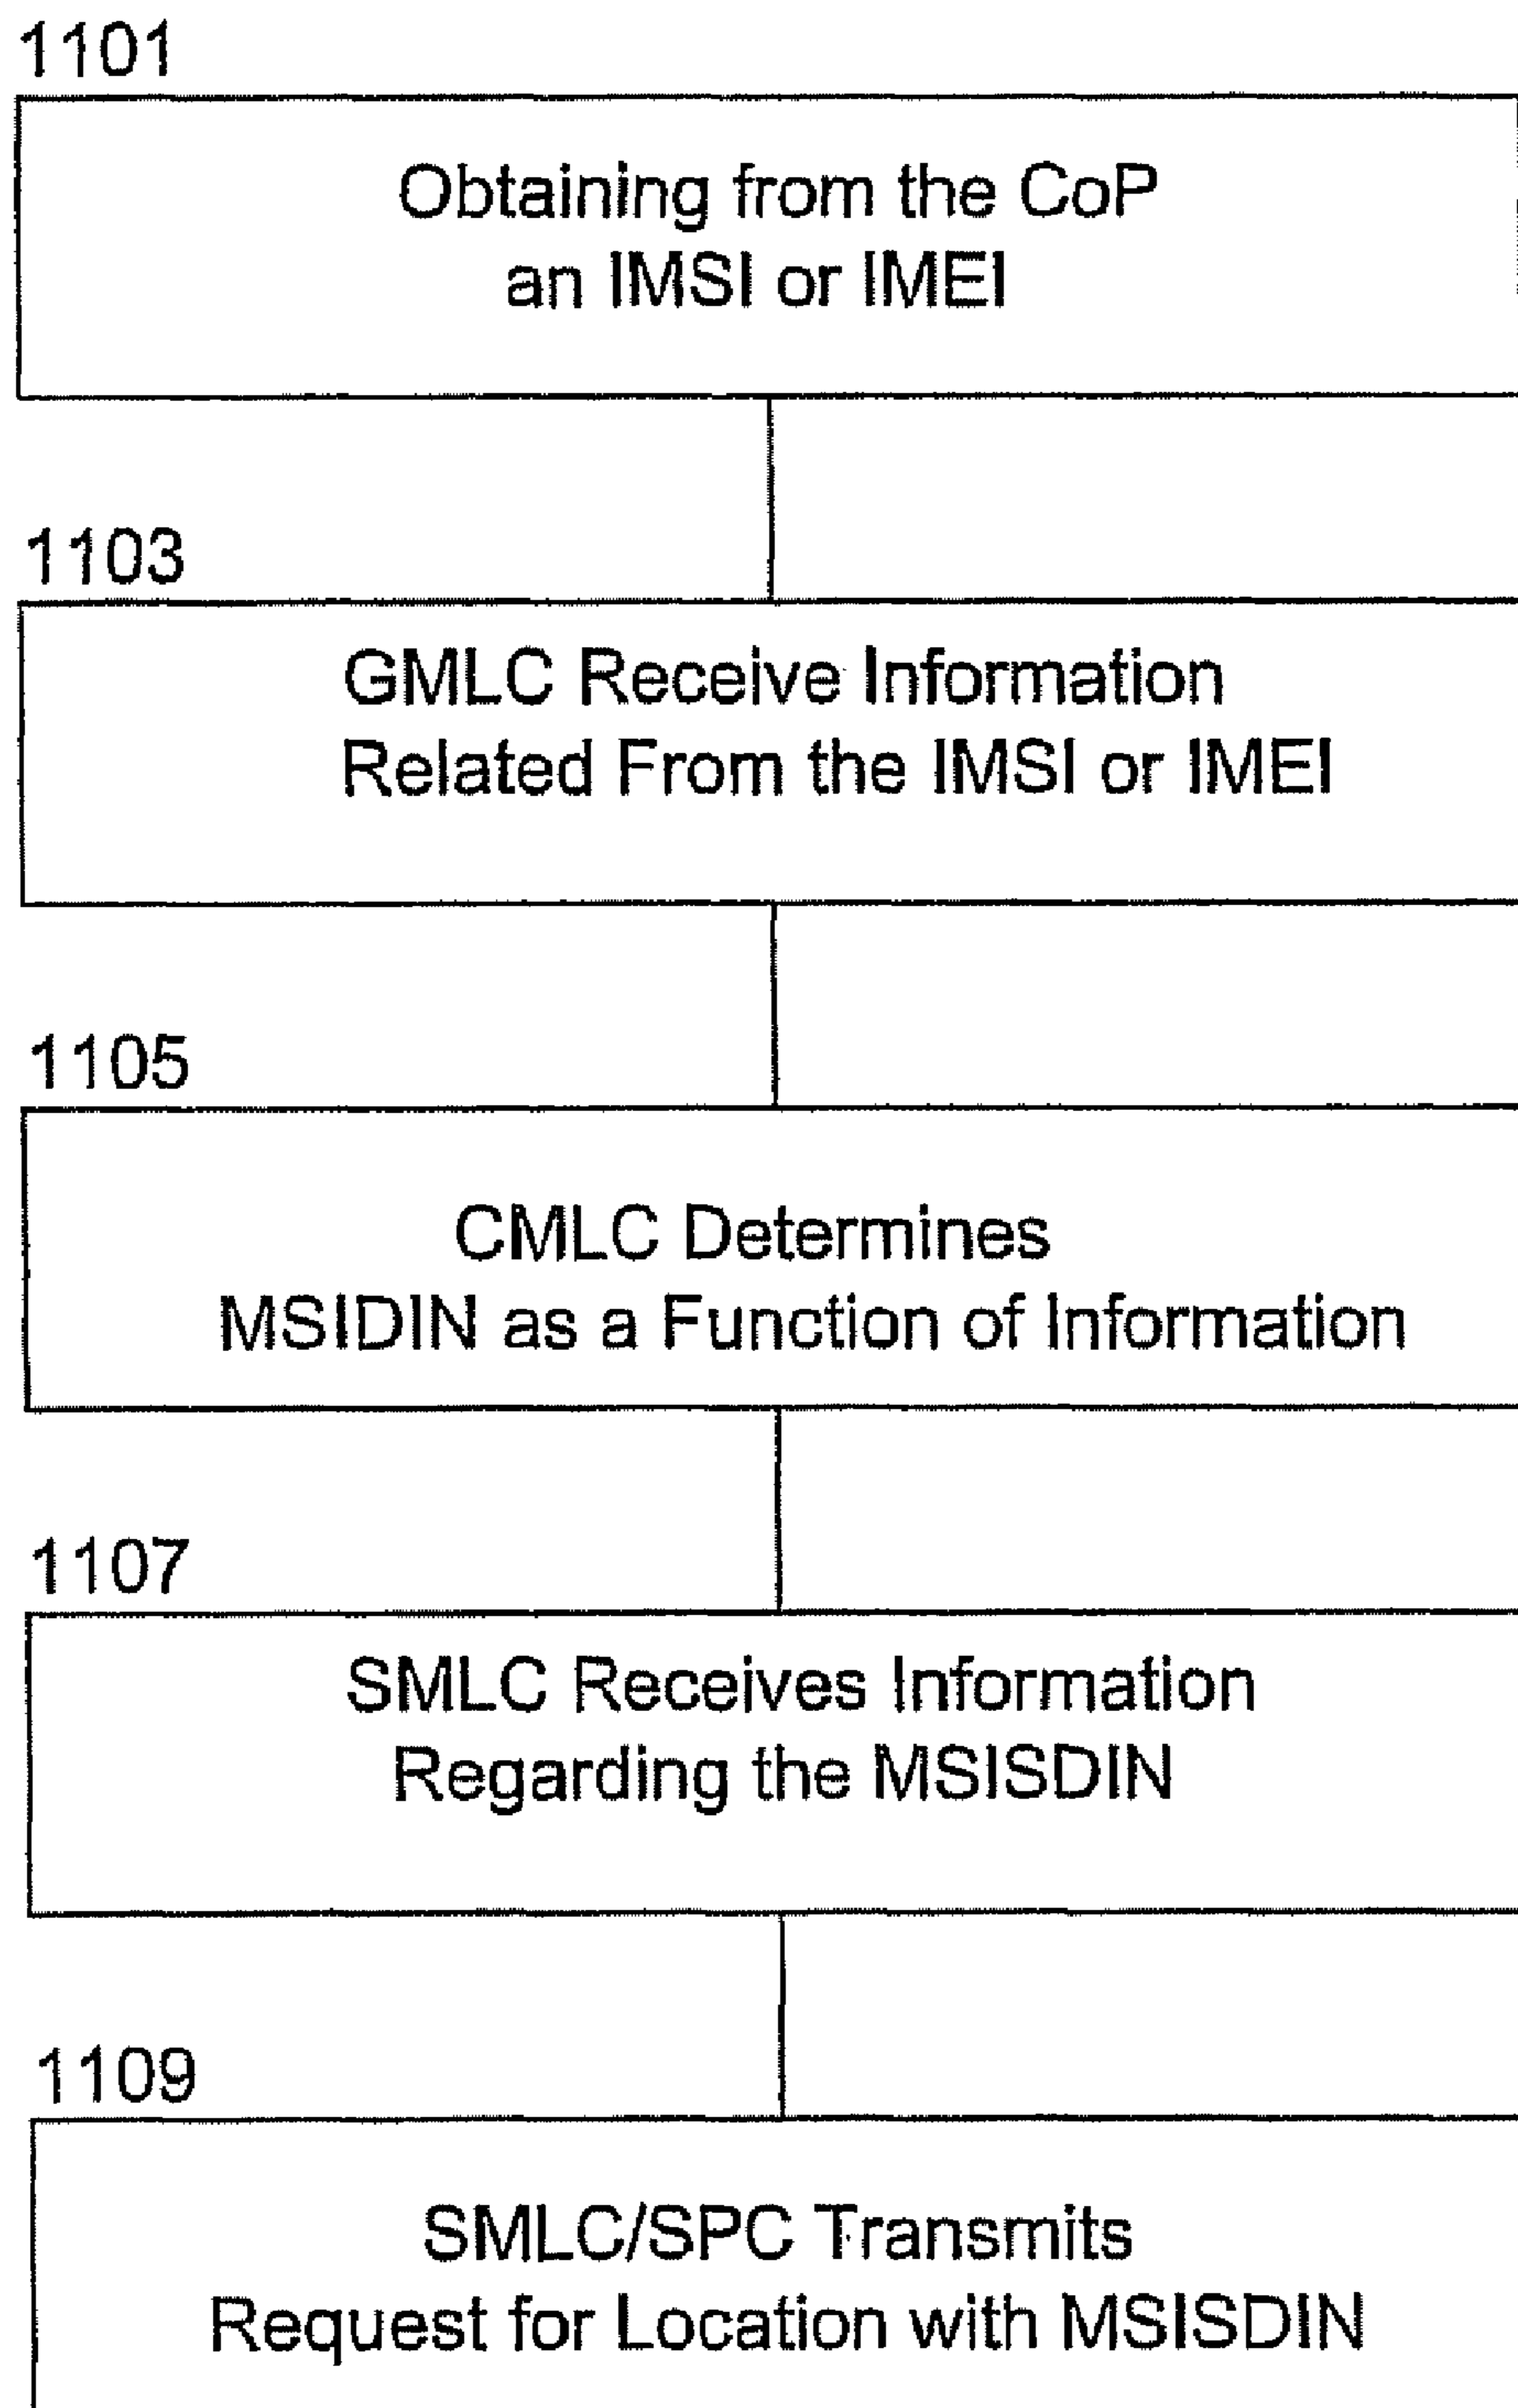 1101
Obtaining from the CoP
an IMSI or IMEI
1103
GMLC Receive Information
Related From the IMSI or IMEI
1105
CMLC Determines
MSIDIN as a Function of Information
1107
SMLC Receives Information
Regarding the MSISDIN
1109
SMLC/SPC Transmits
Request for Location with MSISDIN